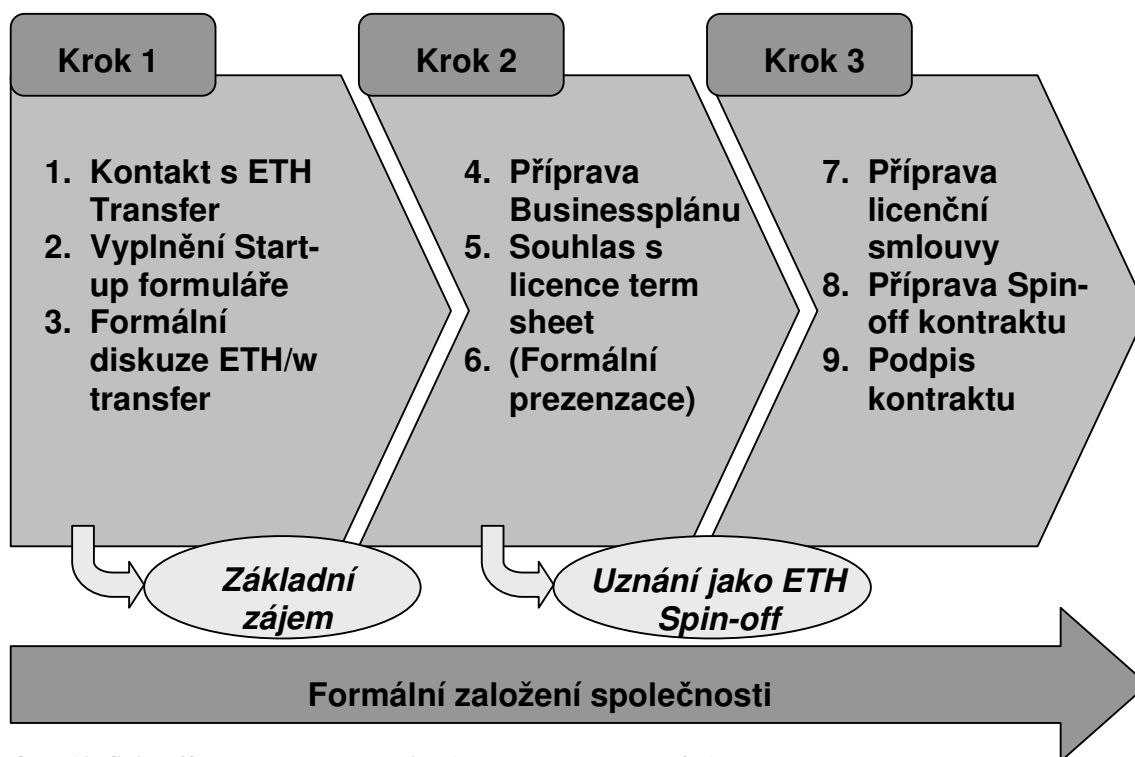 Krok 1
1. Kontakt s ETH
Transfer
2. Vyplnění Start-
up formuláře
3. Formální
diskuze ETH/w
transfer
Základní
zájem
Krok 2
4. Příprava
Businessplánu
5. Souhlas s
licence term
sheet
6. (Formální
prezenzace)
Uznání jako ETH
Spin-off
Krok 3
7. Příprava
licenční
smlouvy
8. Příprava Spin-
off kontraktu
9. Podpis
kontraktu
Formální založení společnosti